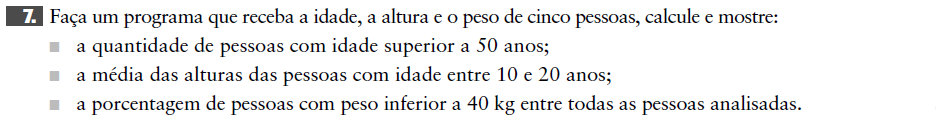 7. Faça um programa que receba a idade, a altura e o peso de cinco pessoas, calcule e mostre:
■ a quantidade de pessoas com idade superior a 50 anos;
■ a média das alturas das pessoas com idade entre 10 e 20 anos;
■ a porcentagem de pessoas com peso inferior a 40 kg entre todas as pessoas analisadas.